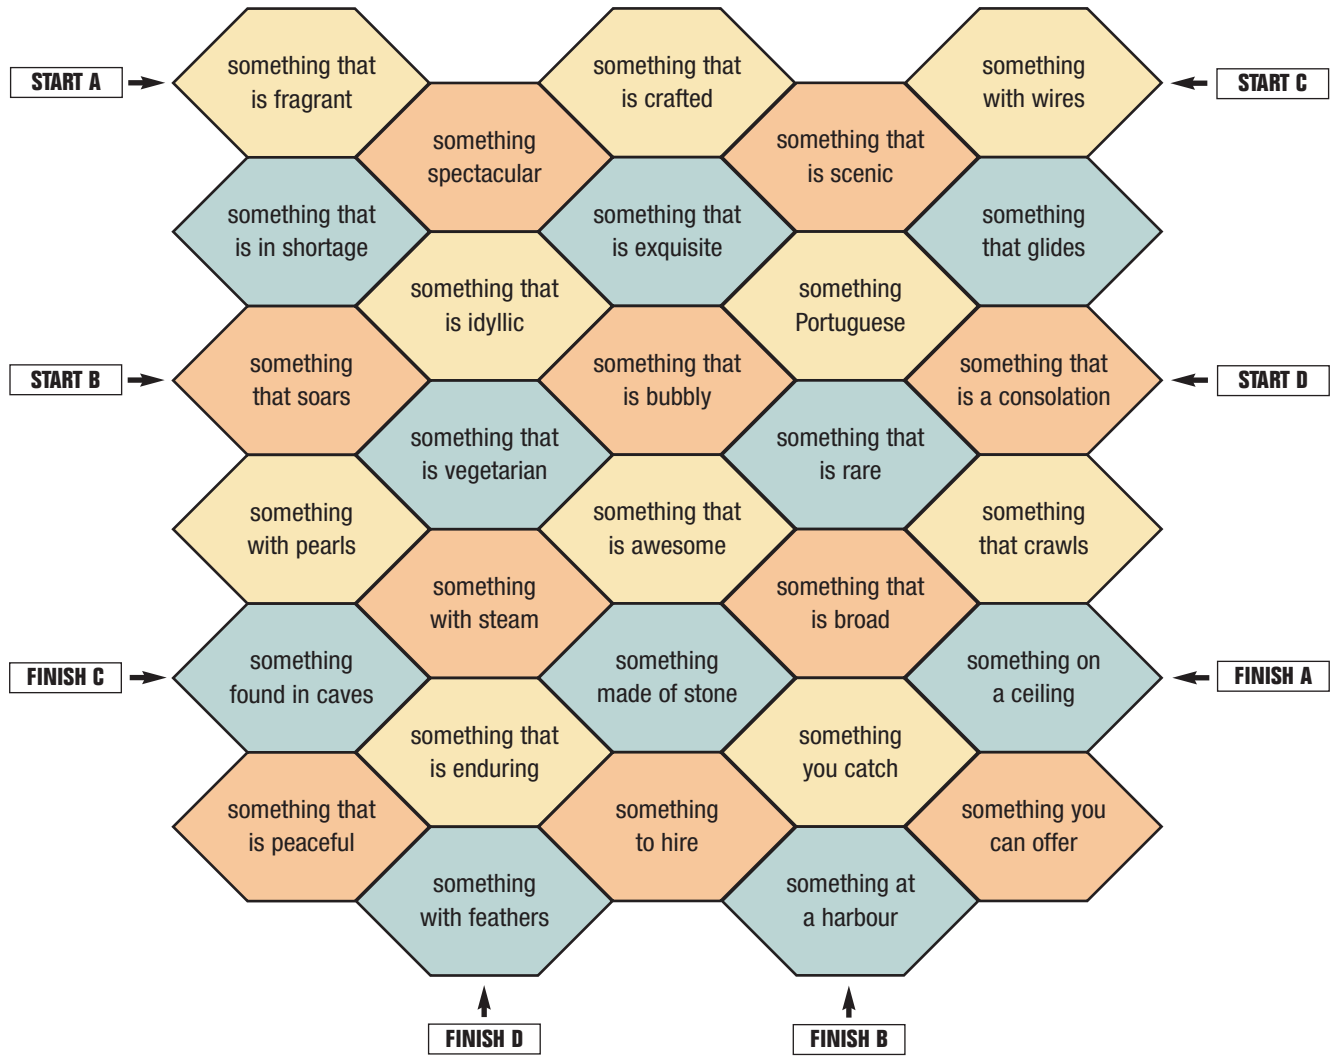 START A
something that
is fragrant
something that
is crafted
something
with wires
START C
something
spectacular
something that
is scenic
something that
is in shortage
something that
is exquisite
something
that glides
something that
is idyllic
something
Portuguese
START B
something
that soars
something that
is bubbly
something that
is a consolation
START D
something that
is vegetarian
something that
is rare
something
with pearls
something that
is awesome
something
that crawls
something
with steam
something that
is broad
FINISH C
something
found in caves
something
made of stone
something on
a ceiling
FINISH A
something that
is enduring
something
you catch
something that
is peaceful
something
to hire
something you
can offer
something
with feathers
something at
a harbour
FINISH D
FINISH B